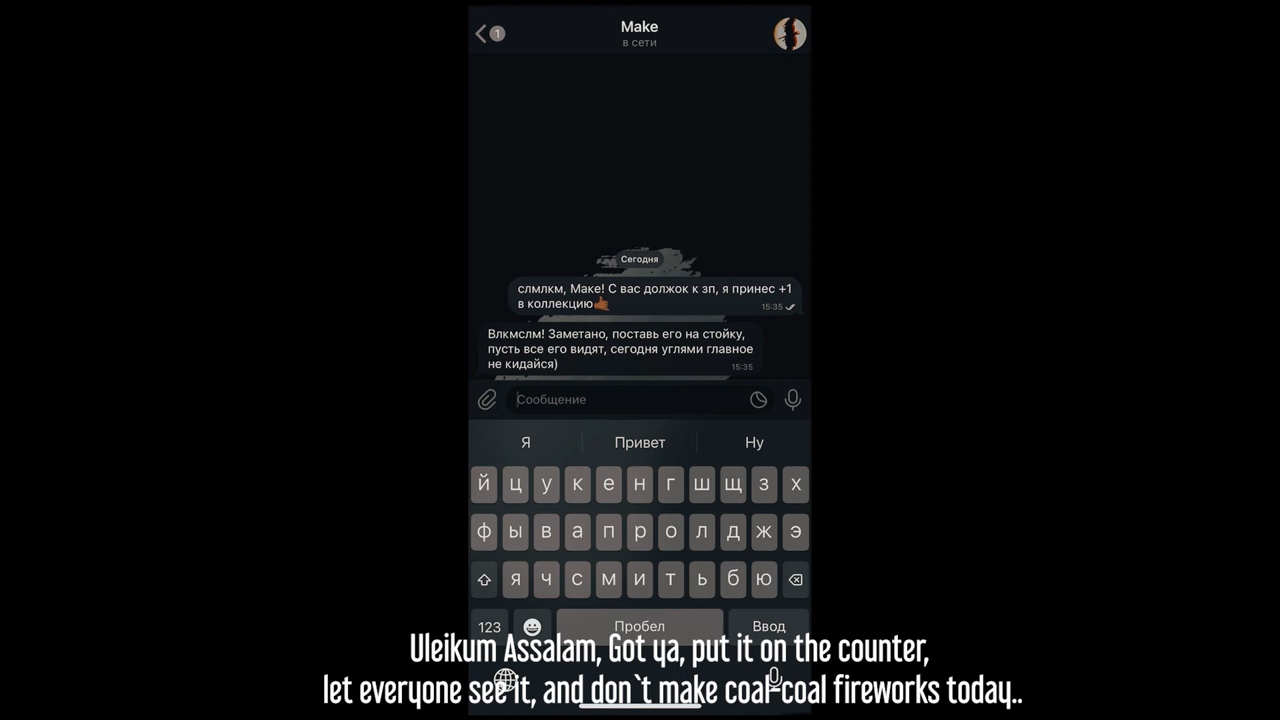 1
Make
в сети
Сегодня
слмлкм, Make! С вас должок к зп, я принес +1
в коллекцию🤙🏾
15:35
Влкмслм! Заметано, поставь его на стойку,
пусть все его видят, сегодня углями главное
не кидайся)
15:35
Сообщение
Я Привет Ну
й ц у к е н г ш щ з х
ф ы в а п р о л д ж э
я ч с м и т ь б ю
123 Пробел Ввод
Uleikum Assalam, Got ya, put it on the counter,
let everyone see it, and don`t make coal-coal fireworks today..